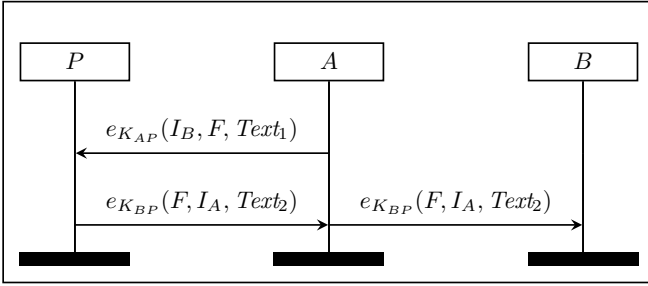 P A B
e_{K_{AP}}(I_B, F, Text_1)
e_{K_{BP}}(F, I_A, Text_2) e_{K_{BP}}(F, I_A, Text_2)